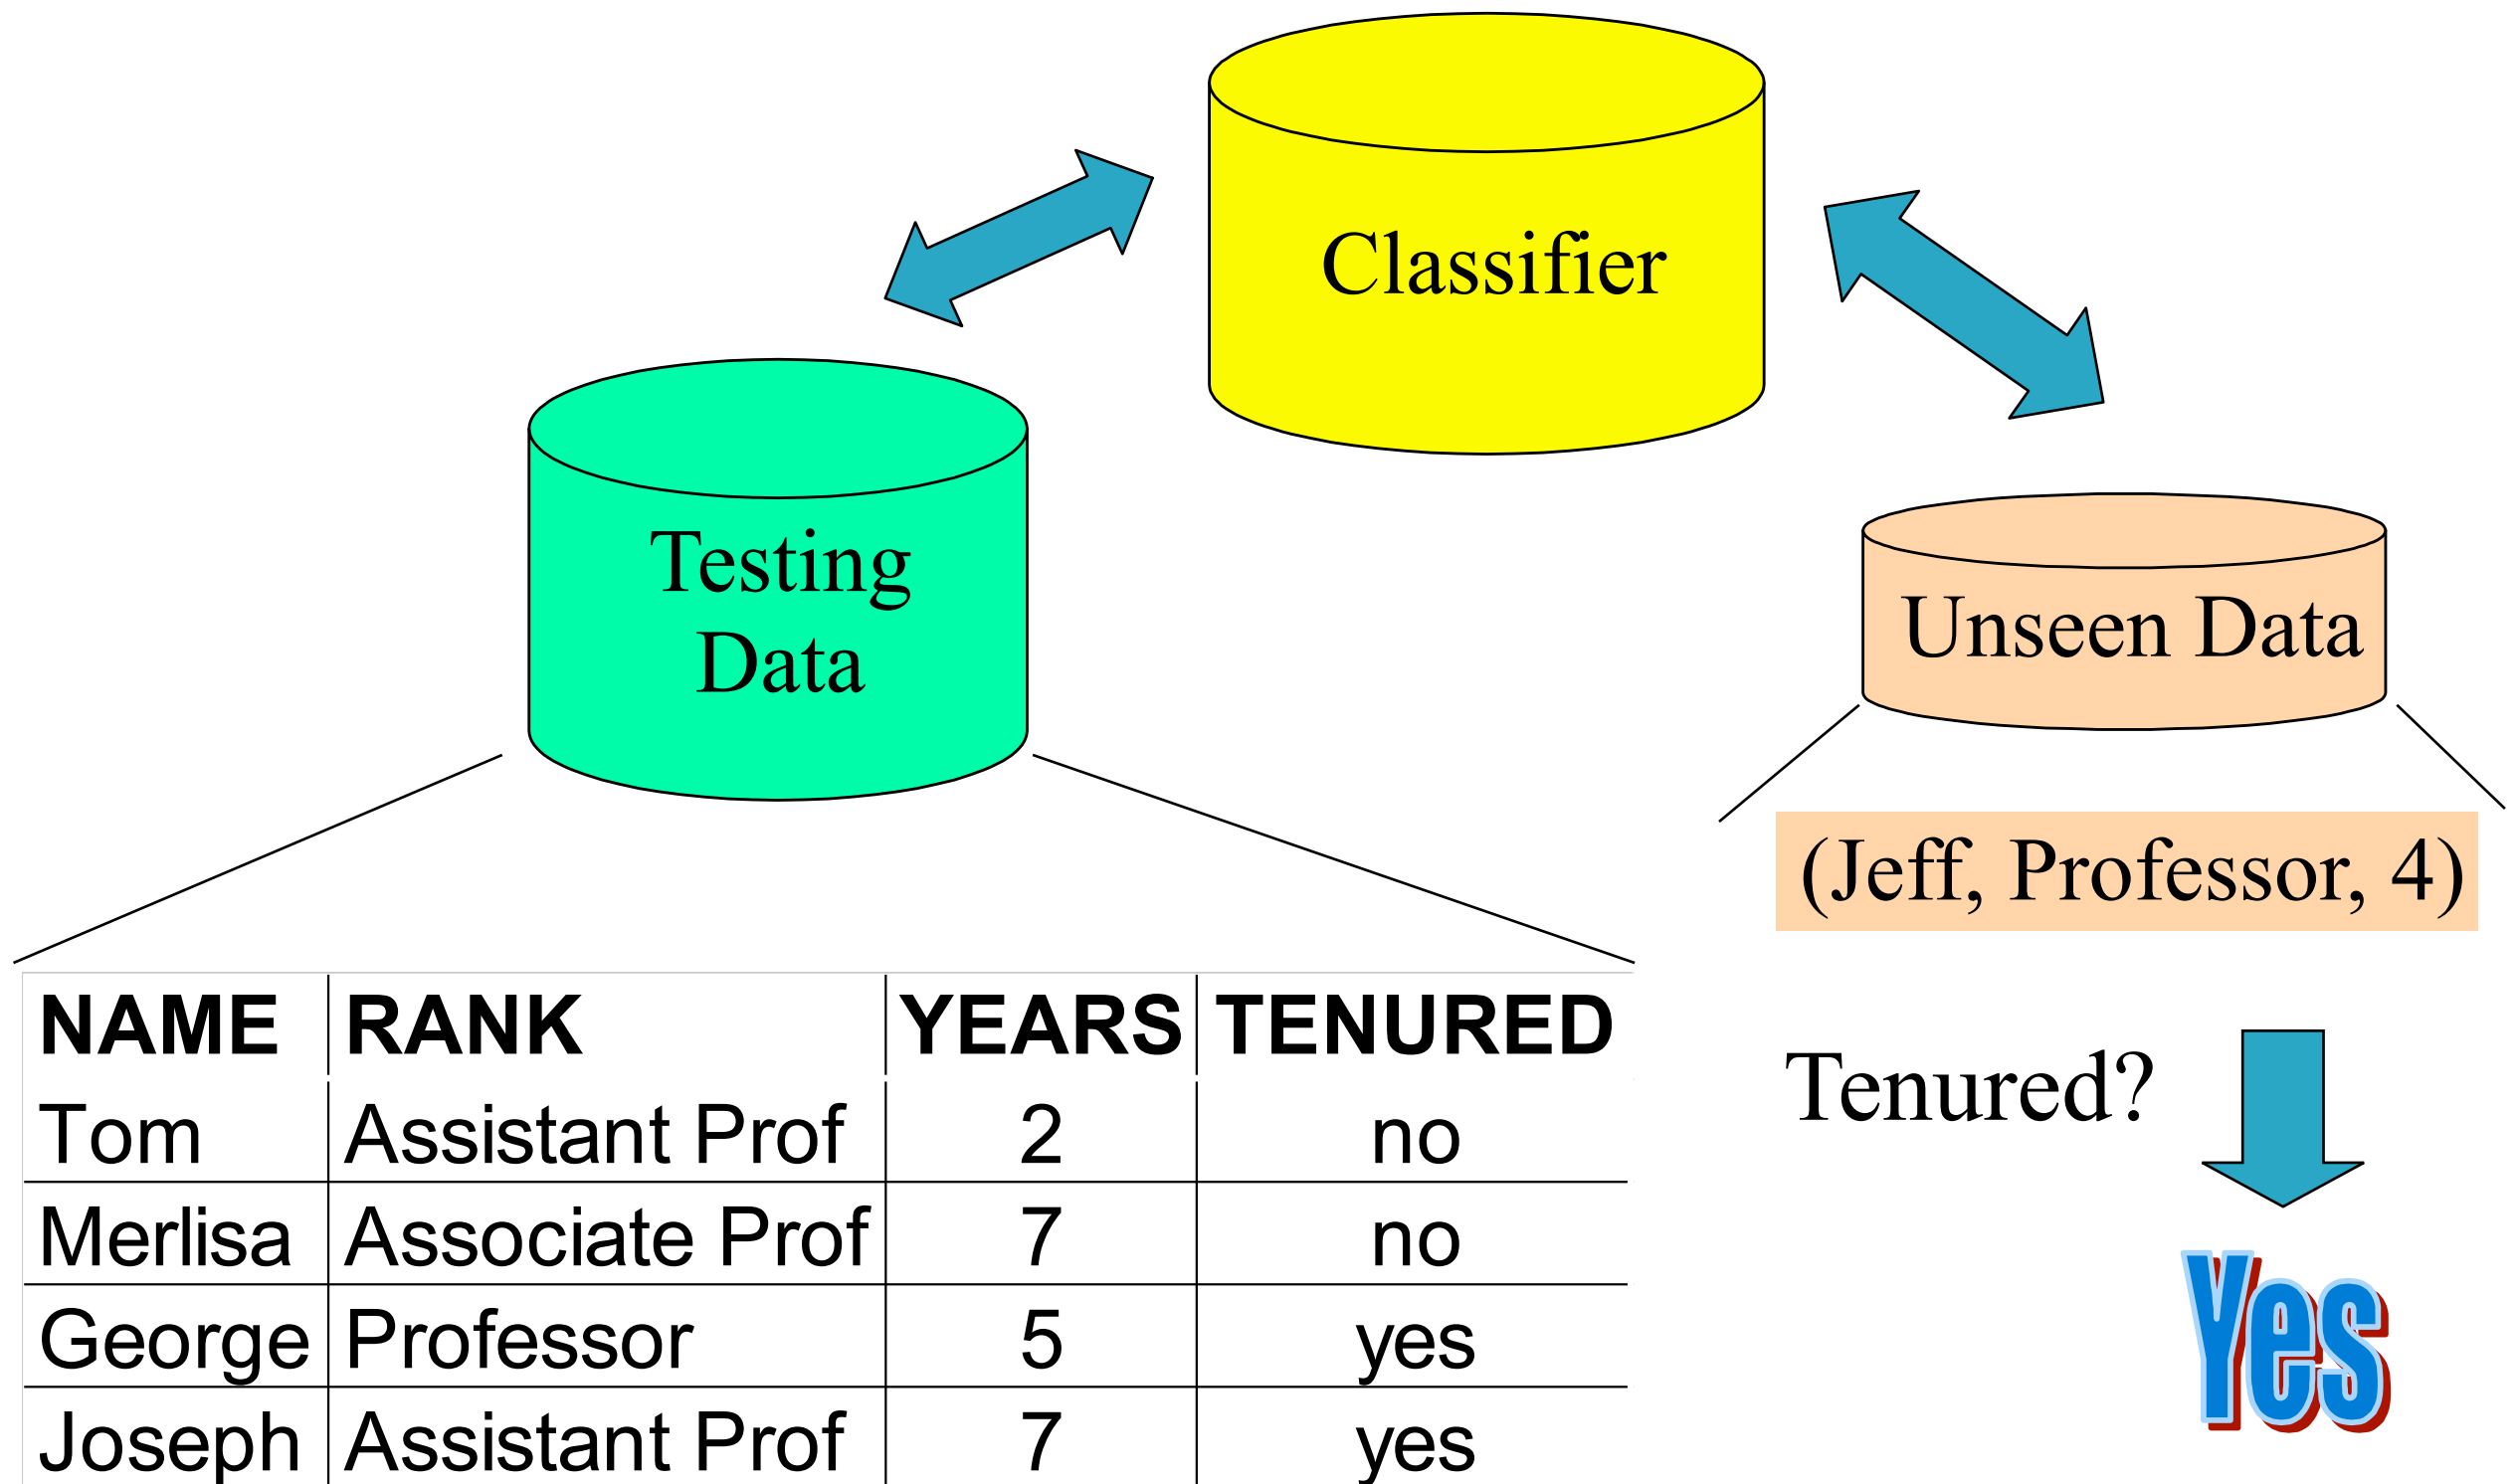 Classifier
Testing
Data
Unseen Data
(Jeff, Professor, 4)
NAME RANK YEARS TENURED
Tom Assistant Prof 2 no
Merlisa Associate Prof 7 no
George Professor 5 yes
Joseph Assistant Prof 7 yes
Tenured?
Yes